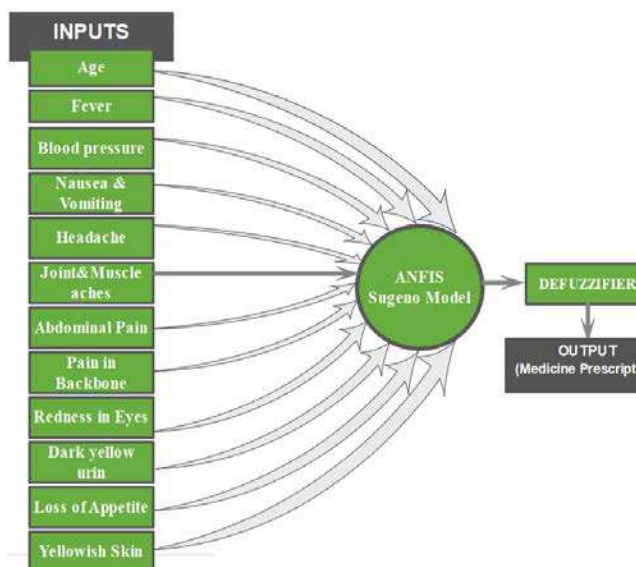 INPUTS
Age
Fever
Blood pressure
Nausea &
Vomiting
Headache
Joint&Muscle
aches
Abdominal Pain
Pain in
Backbone
Redness in Eyes
Dark yellow
urin
Loss of Appetite
Yellowish Skin
ANFIS
Sugeno Model
DEFUZZIFIER
OUTPUT
(Medicine Prescript